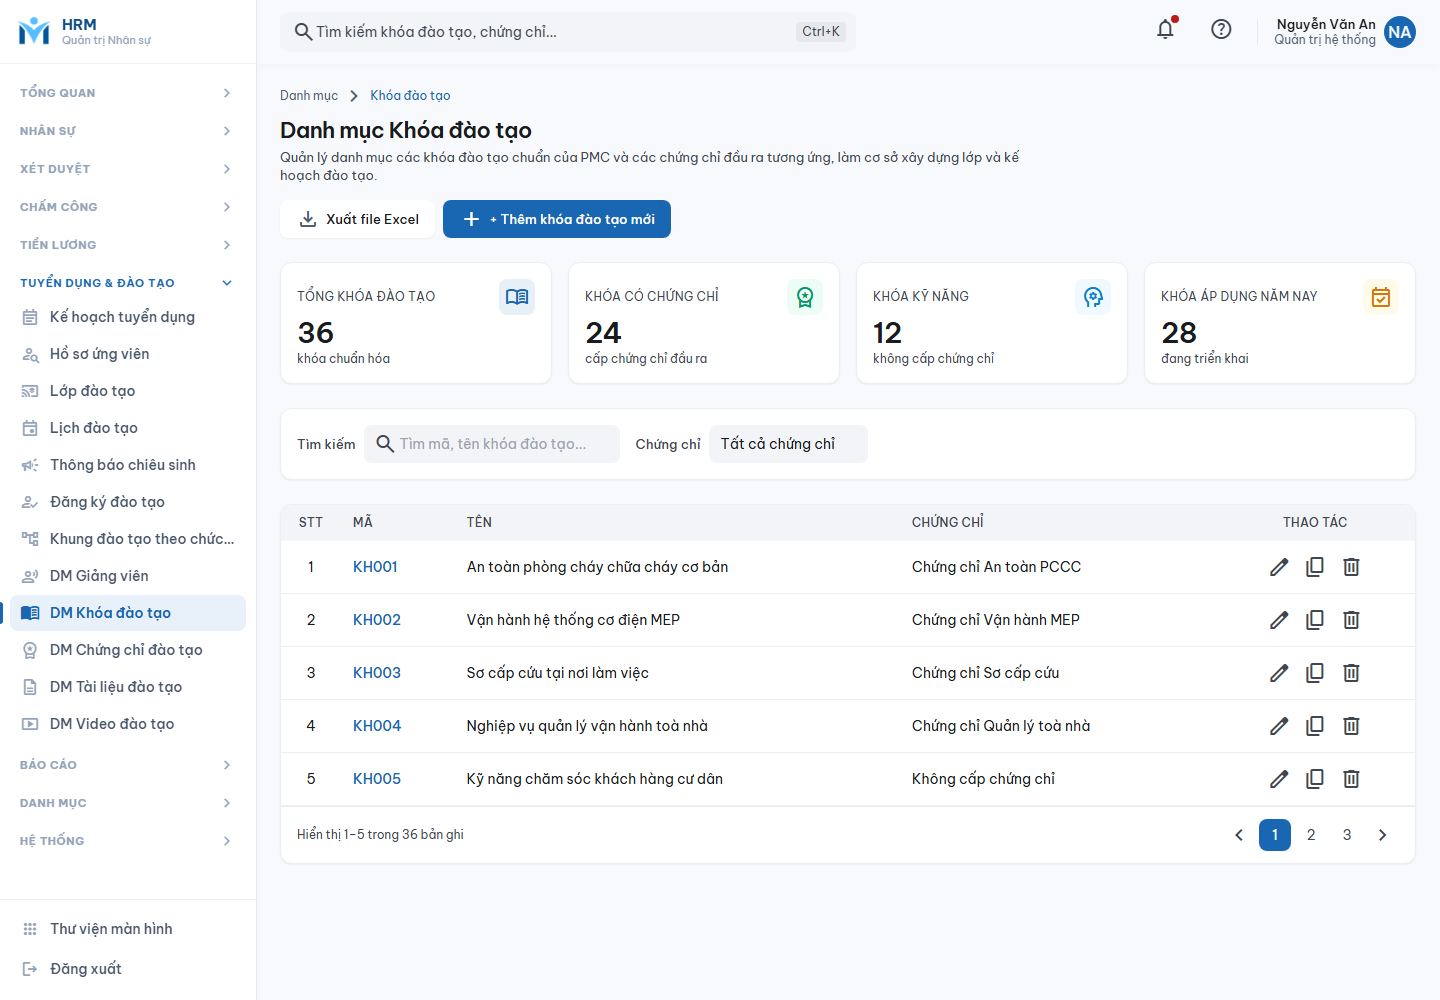 HRM
Quản trị Nhân sự
Tìm kiếm khóa đào tạo, chứng chỉ...
Ctrl+K
Nguyễn Văn An
Quản trị hệ thống
NA
TỔNG QUAN
NHÂN SỰ
XÉT DUYỆT
CHẤM CÔNG
TIỀN LƯƠNG
TUYỂN DỤNG & ĐÀO TẠO
Kế hoạch tuyển dụng
Hồ sơ ứng viên
Lớp đào tạo
Lịch đào tạo
Thông báo chiêu sinh
Đăng ký đào tạo
Khung đào tạo theo chức...
DM Giảng viên
DM Khóa đào tạo
DM Chứng chỉ đào tạo
DM Tài liệu đào tạo
DM Video đào tạo
BÁO CÁO
DANH MỤC
HỆ THỐNG
Thư viện màn hình
Đăng xuất
Danh mục
Khóa đào tạo
Danh mục Khóa đào tạo
Quản lý danh mục các khóa đào tạo chuẩn của PMC và các chứng chỉ đầu ra tương ứng, làm cơ sở xây dựng lớp và kế
hoạch đào tạo.
Xuất file Excel
+ Thêm khóa đào tạo mới
TỔNG KHÓA ĐÀO TẠO
36
khóa chuẩn hóa
KHÓA CÓ CHỨNG CHỈ
24
cấp chứng chỉ đầu ra
KHÓA KỸ NĂNG
12
không cấp chứng chỉ
KHÓA ÁP DỤNG NĂM NAY
28
đang triển khai
Tìm kiếm
Tìm mã, tên khóa đào tạo...
Chứng chỉ
Tất cả chứng chỉ
STT MÃ TÊN CHỨNG CHỈ THAO TÁC
1 KH001 An toàn phòng cháy chữa cháy cơ bản Chứng chỉ An toàn PCCC
2 KH002 Vận hành hệ thống cơ điện MEP Chứng chỉ Vận hành MEP
3 KH003 Sơ cấp cứu tại nơi làm việc Chứng chỉ Sơ cấp cứu
4 KH004 Nghiệp vụ quản lý vận hành toà nhà Chứng chỉ Quản lý toà nhà
5 KH005 Kỹ năng chăm sóc khách hàng cư dân Không cấp chứng chỉ
Hiển thị 1–5 trong 36 bản ghi
1 2 3